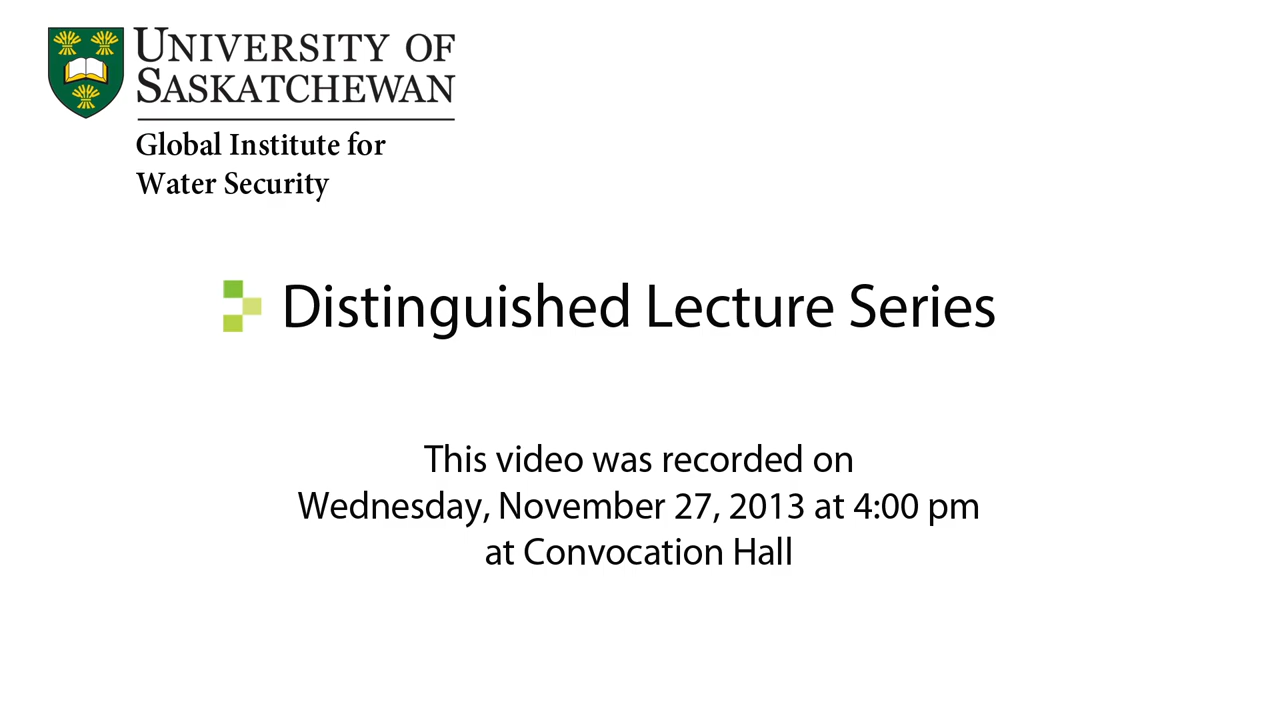 UNIVERSITY OF
SASKATCHEWAN
Global Institute for
Water Security
Distinguished Lecture Series
This video was recorded on
Wednesday, November 27, 2013 at 4:00 pm
at Convocation Hall